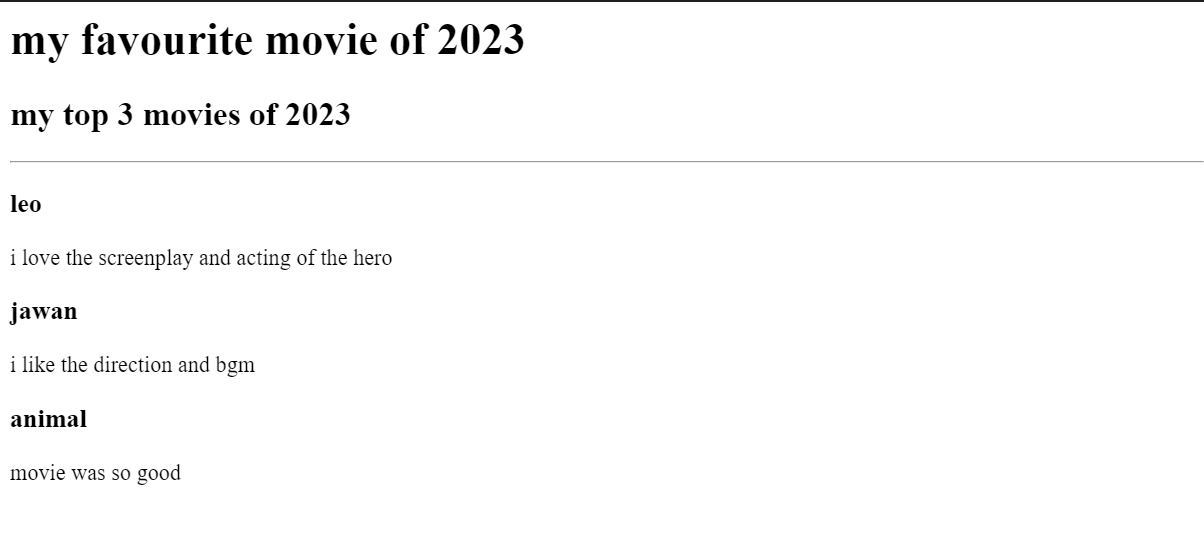 my favourite movie of 2023
my top 3 movies of 2023
leo
i love the screenplay and acting of the hero
jawan
i like the direction and bgm
animal
movie was so good